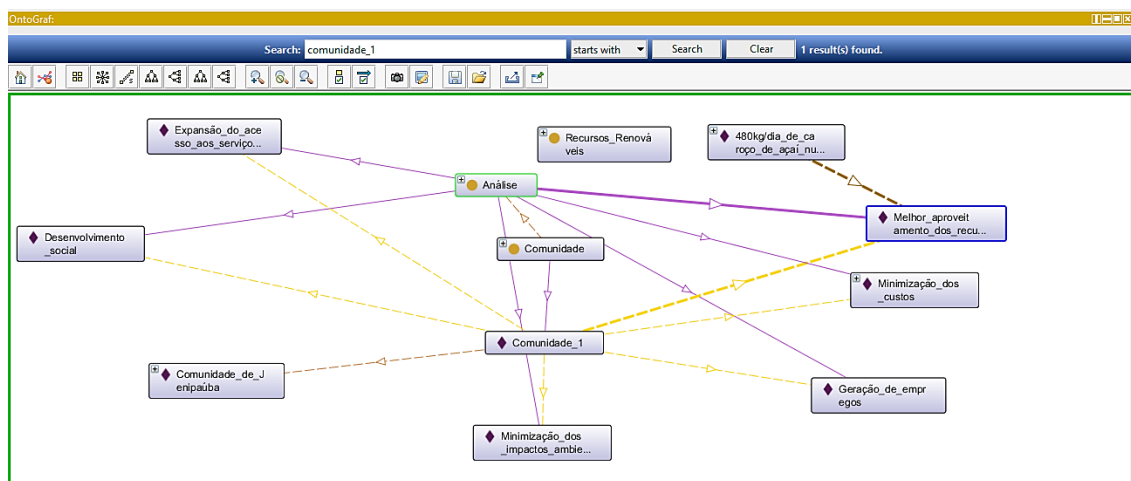 OntoGraf:
Search: comunidade_1 starts with Search Clear 1 result(s) found.
Expansão_do_ace
sso_aos_serviço...
Recursos_Renová
veis
480kg/dia_de_ca
roço_de_açaí_nu...
Análise
Melhor_aproveit
amento_dos_recu...
Desenvolvimento
_social
Comunidade
Minimização_dos
_custos
Comunidade_1
Comunidade_de_J
enipaúba
Geração_de_empr
egos
Minimização_dos
_impactos_ambie...